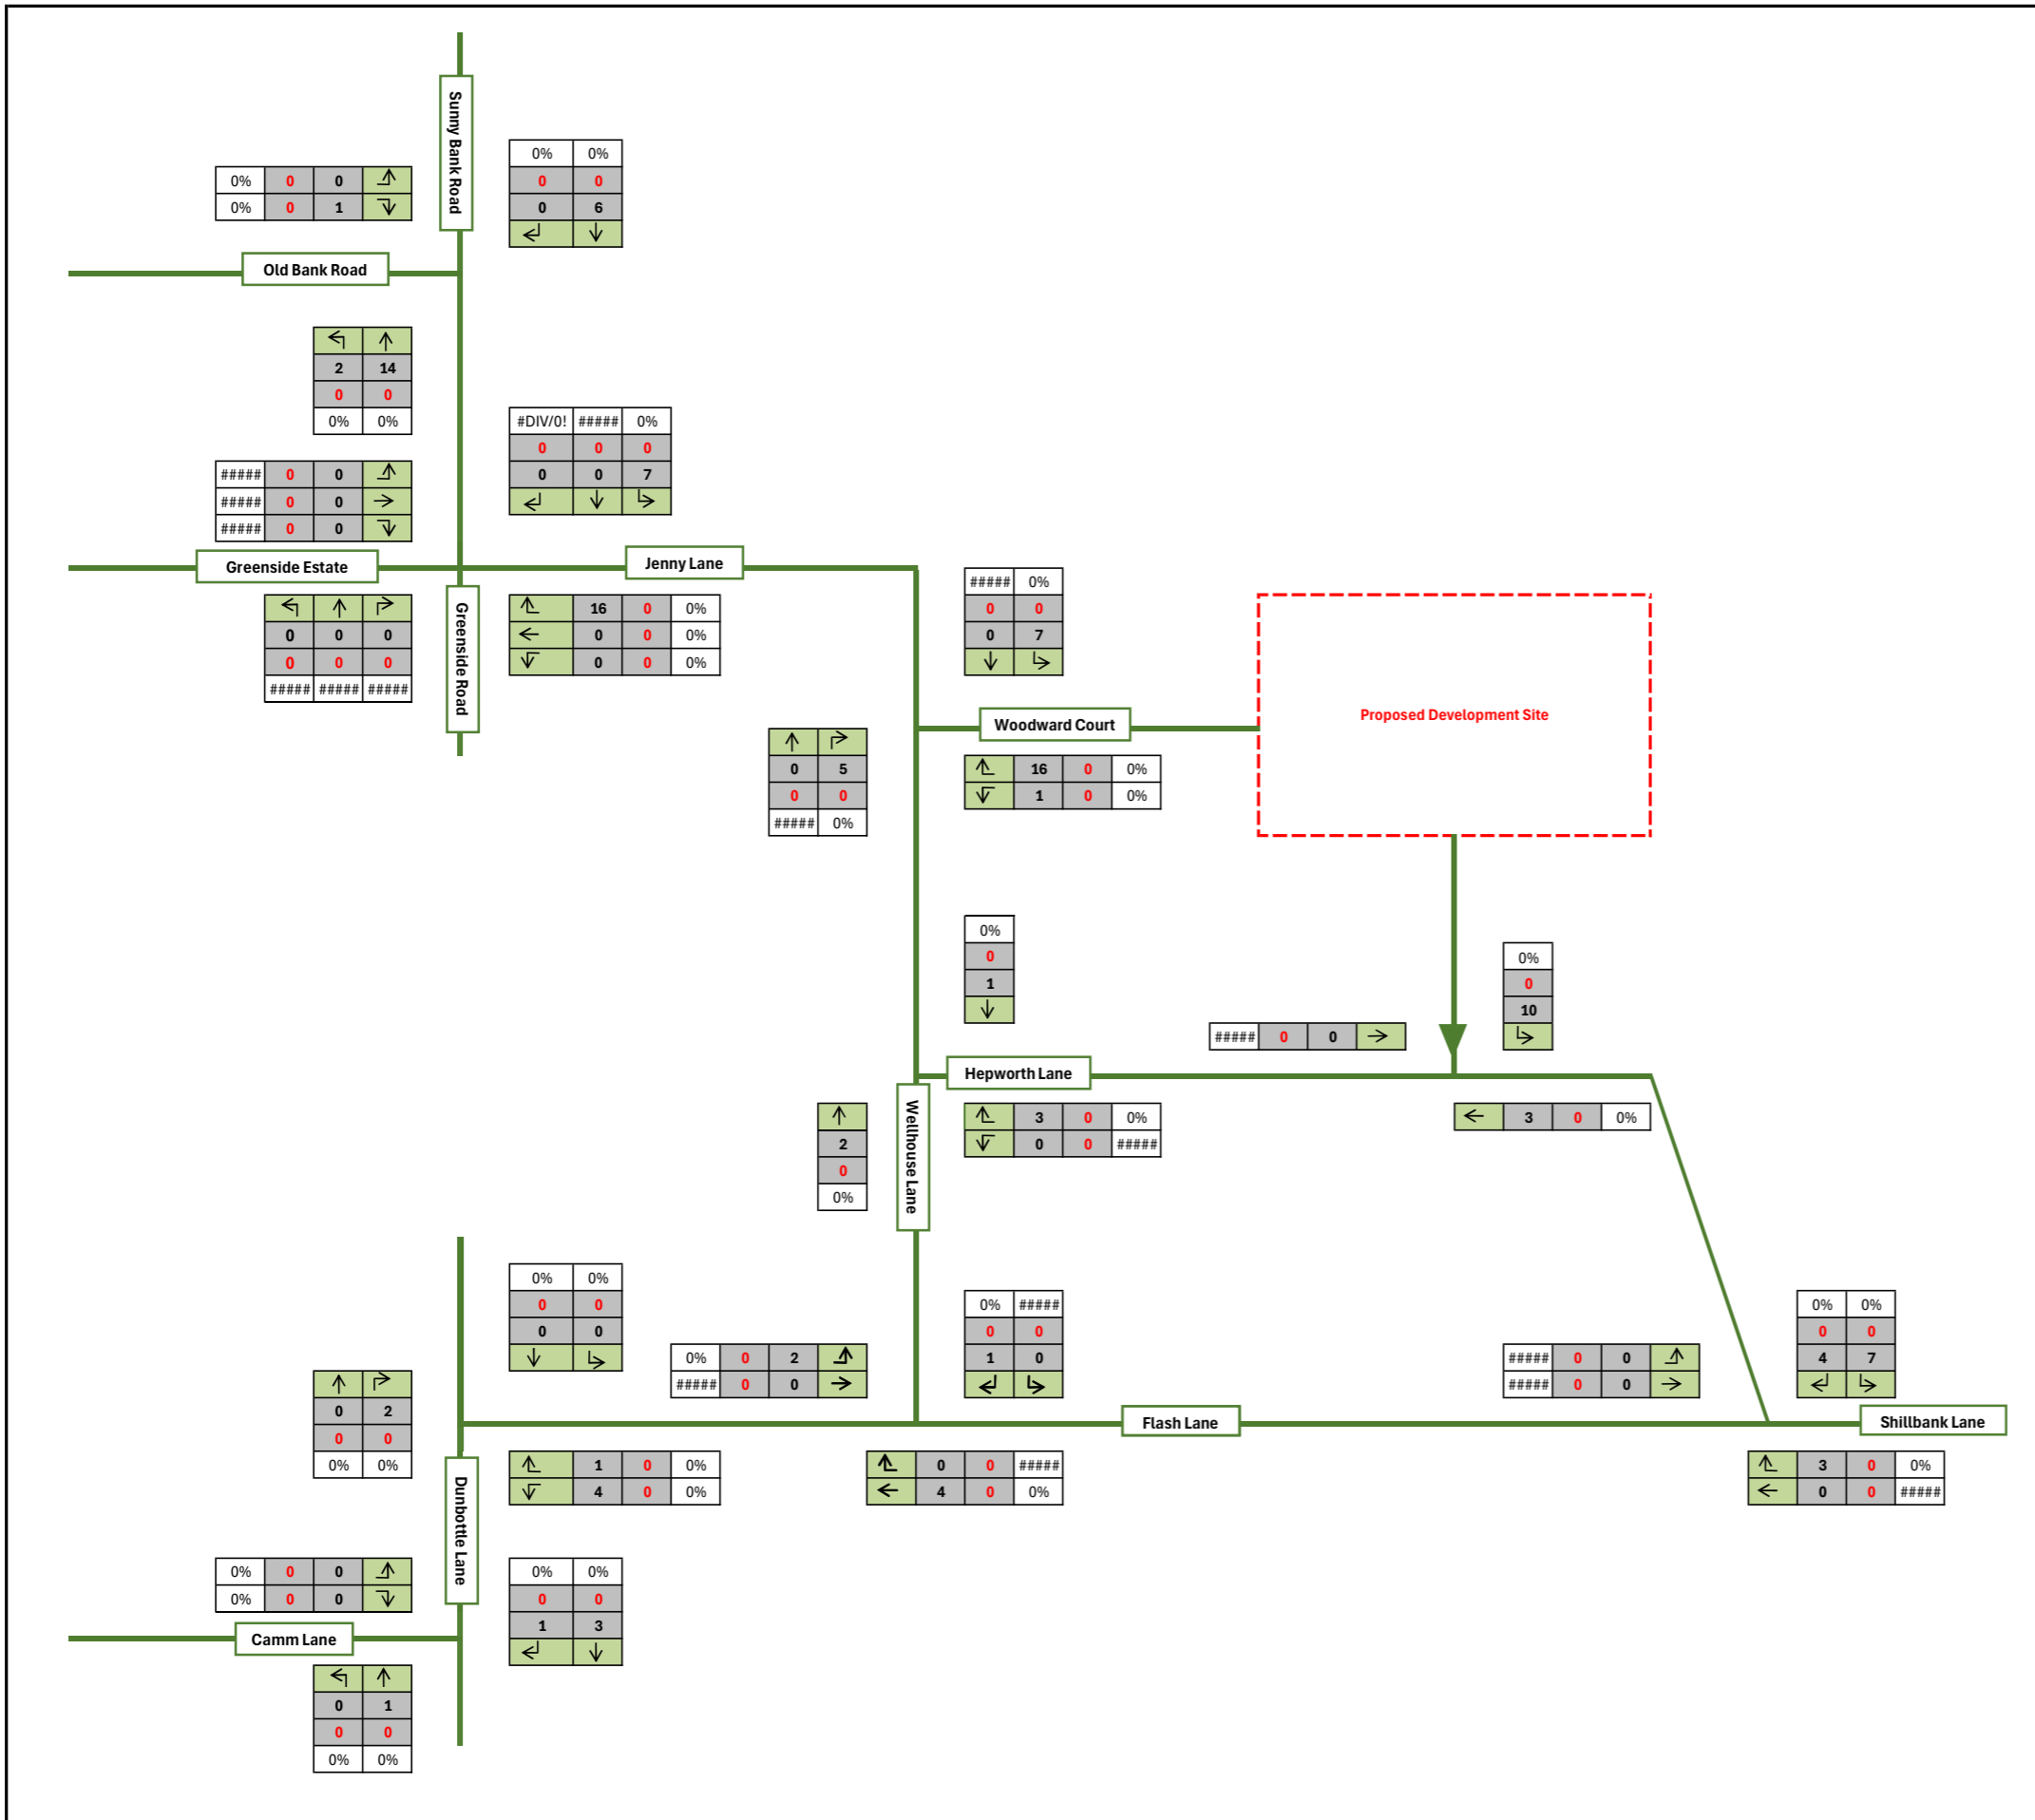 Sunny Bank Road
0% 0%
0 0
0 6
0% 0 0
0% 0 1
Old Bank Road
2 14
0 0
0% 0%
#DIV/0! ##### 0%
0 0 0
0 0 7
##### 0 0
##### 0 0
##### 0 0
Greenside Estate
Jenny Lane
0 0 0
0 0 0
##### ##### #####
Greenside Road
16 0 0%
0 0 0%
0 0 0%
##### 0%
0 0
0 7
Woodward Court
Proposed Development Site
0 5
0 0
##### 0%
16 0 0%
1 0 0%
0%
0
1
0%
0
10
##### 0 0
Hepworth Lane
2
0
0%
Wellhouse Lane
3 0 0%
0 0 #####
3 0 0%
0% 0%
0 0
0 0
0% 0 2
##### 0 0
0% #####
0 0
1 0
##### 0 0
##### 0 0
0% 0%
0 0
4 7
0 2
0 0
0% 0%
Flash Lane
Shillbank Lane
Dunbottle Lane
1 0 0%
4 0 0%
0 0 #####
4 0 0%
3 0 0%
0 0 #####
0% 0 0
0% 0 0
0% 0%
0 0
1 3
Camm Lane
0 1
0 0
0% 0%